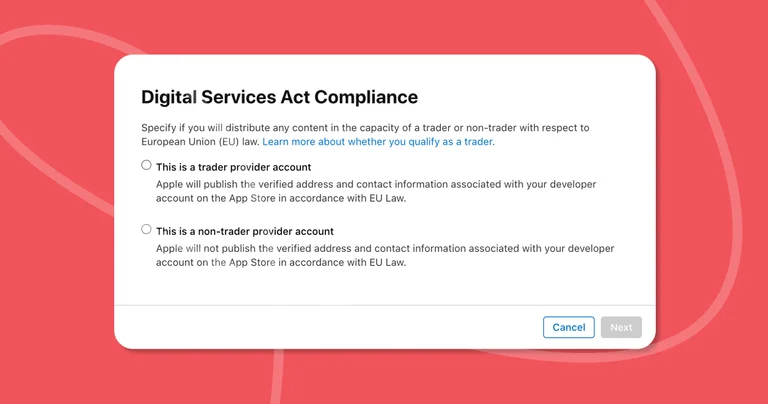 Digital Services Act Compliance
Specify if you will distribute any content in the capacity of a trader or non-trader with respect to
European Union (EU) law. Learn more about whether you qualify as a trader.
This is a trader provider account
Apple will publish the verified address and contact information associated with your developer
account on the App Store in accordance with EU Law.
This is a non-trader provider account
Apple will not publish the verified address and contact information associated with your developer
account on the App Store in accordance with EU Law.
Cancel Next